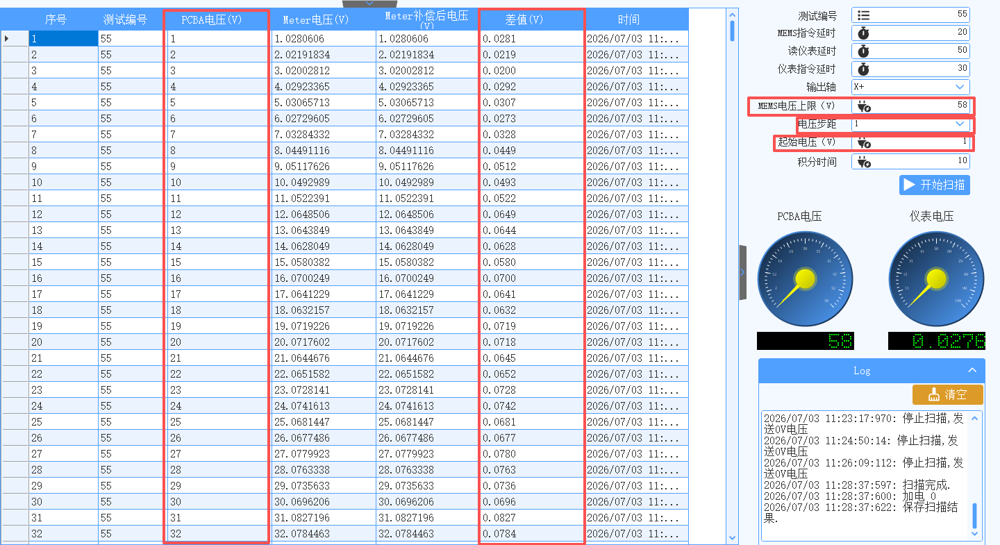 序号 测试编号 PCBA电压(V) Meter电压(V) Meter补偿后电压(V) 差值(V) 时间
1 55 1 1.0280606 1.0280606 0.0281 2026/07/03 11:...
2 55 2 2.02191834 2.02191834 0.0219 2026/07/03 11:...
3 55 3 3.02002812 3.02002812 0.0200 2026/07/03 11:...
4 55 4 4.02923365 4.02923365 0.0292 2026/07/03 11:...
5 55 5 5.03065713 5.03065713 0.0307 2026/07/03 11:...
6 55 6 6.02729605 6.02729605 0.0273 2026/07/03 11:...
7 55 7 7.03284332 7.03284332 0.0328 2026/07/03 11:...
8 55 8 8.04491116 8.04491116 0.0449 2026/07/03 11:...
9 55 9 9.05117626 9.05117626 0.0512 2026/07/03 11:...
10 55 10 10.0492989 10.0492989 0.0493 2026/07/03 11:...
11 55 11 11.0522391 11.0522391 0.0522 2026/07/03 11:...
12 55 12 12.0648506 12.0648506 0.0649 2026/07/03 11:...
13 55 13 13.0643849 13.0643849 0.0644 2026/07/03 11:...
14 55 14 14.0628049 14.0628049 0.0628 2026/07/03 11:...
15 55 15 15.0580382 15.0580382 0.0580 2026/07/03 11:...
16 55 16 16.0700249 16.0700249 0.0700 2026/07/03 11:...
17 55 17 17.0641229 17.0641229 0.0641 2026/07/03 11:...
18 55 18 18.0632157 18.0632157 0.0632 2026/07/03 11:...
19 55 19 19.0719226 19.0719226 0.0719 2026/07/03 11:...
20 55 20 20.0717602 20.0717602 0.0718 2026/07/03 11:...
21 55 21 21.0644676 21.0644676 0.0645 2026/07/03 11:...
22 55 22 22.0651582 22.0651582 0.0652 2026/07/03 11:...
23 55 23 23.0728141 23.0728141 0.0728 2026/07/03 11:...
24 55 24 24.0741613 24.0741613 0.0742 2026/07/03 11:...
25 55 25 25.0681447 25.0681447 0.0681 2026/07/03 11:...
26 55 26 26.0677486 26.0677486 0.0677 2026/07/03 11:...
27 55 27 27.0779923 27.0779923 0.0780 2026/07/03 11:...
28 55 28 28.0763338 28.0763338 0.0763 2026/07/03 11:...
29 55 29 29.0735633 29.0735633 0.0736 2026/07/03 11:...
30 55 30 30.0696206 30.0696206 0.0696 2026/07/03 11:...
31 55 31 31.0827196 31.0827196 0.0827 2026/07/03 11:...
32 55 32 32.0784463 32.0784463 0.0784 2026/07/03 11:...
测试编号 55
MEMS指令延时 20
读仪表延时 50
仪表指令延时 30
输出轴 X+
MEMS电压上限(V) 58
电压步距 1
起始电压(V) 1
积分时间 10
开始扫描
PCBA电压 仪表电压
7 12 18 24 30 35 41 47 52 58
11 21 31 41 50 60 70 80 90 100
58 0.0276
Log
清空
2026/07/03 11:23:17:970: 停止扫描,发
送0V电压
2026/07/03 11:24:50:14: 停止扫描,发
送0V电压
2026/07/03 11:26:09:112: 停止扫描,发
送0V电压
2026/07/03 11:28:37:597: 扫描完成.
2026/07/03 11:28:37:600: 加电 0
2026/07/03 11:28:37:622: 保存扫描结
果.